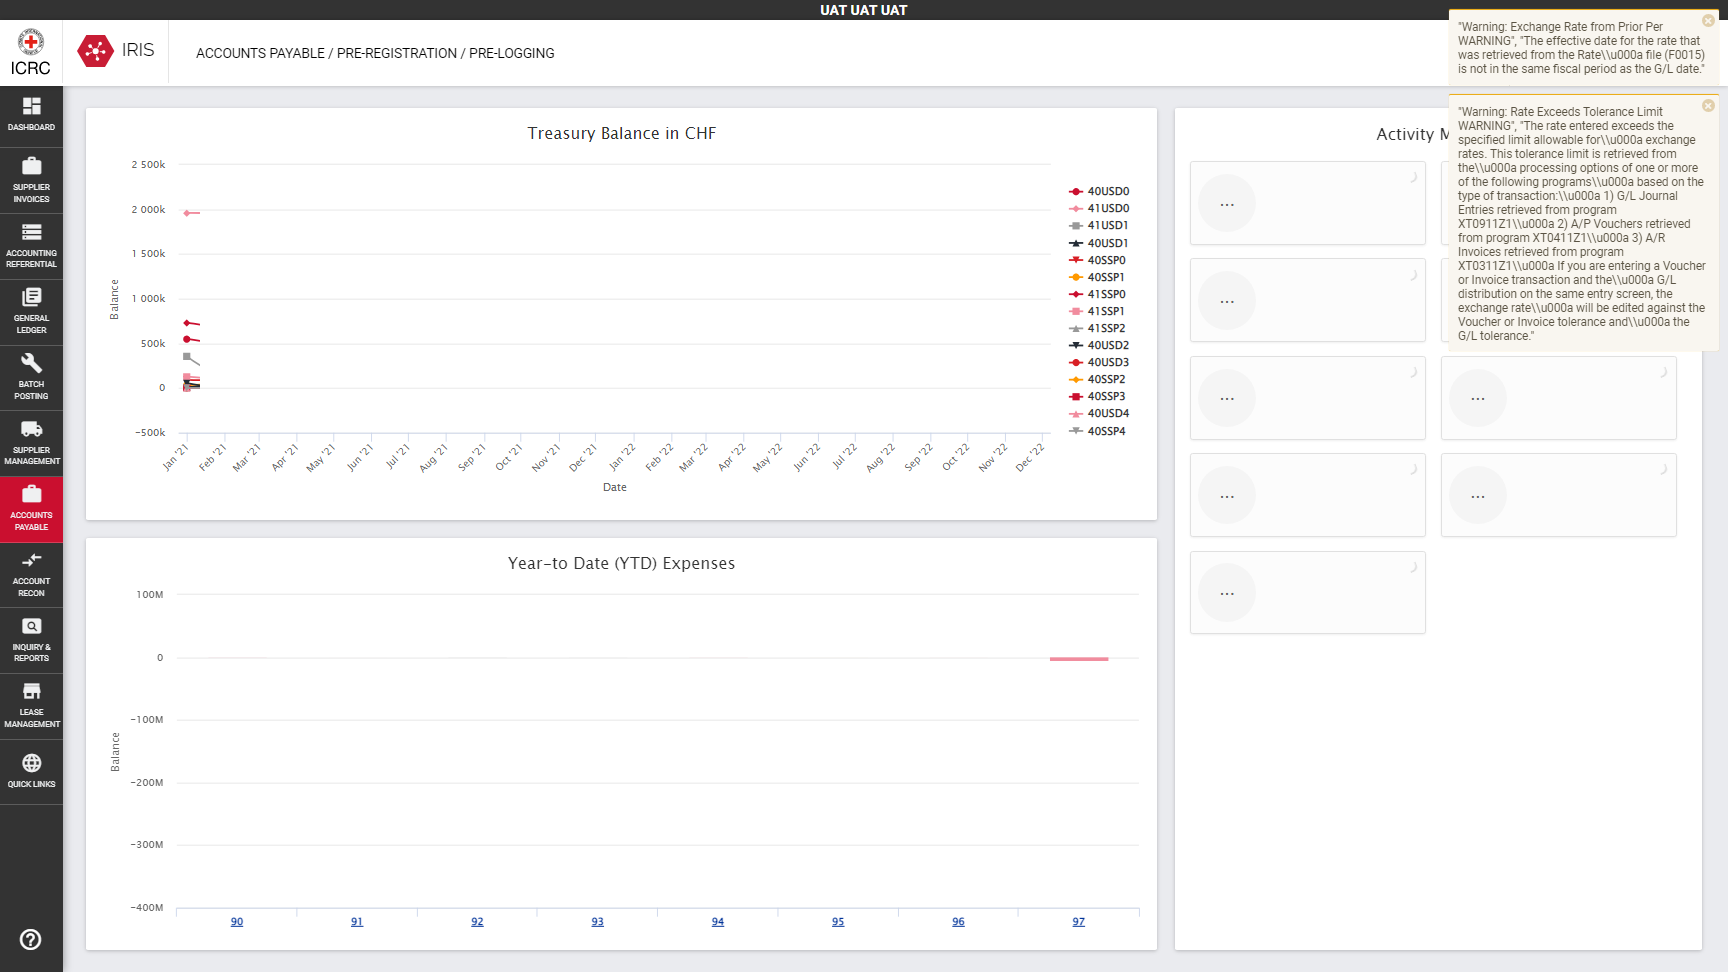 UAT UAT UAT
ICRC
IRIS
ACCOUNTS PAYABLE / PRE-REGISTRATION / PRE-LOGGING
"Warning: Exchange Rate from Prior Per
WARNING", "The effective date for the rate that
was retrieved from the Rate\\u000a file (F0015)
is not in the same fiscal period as the G/L date."
"Warning: Rate Exceeds Tolerance Limit
WARNING", "The rate entered exceeds the
specified limit allowable for\\u000a exchange
rates. This tolerance limit is retrieved from
the\\u000a processing options of one or more
of the following programs\\u000a based on the
type of transaction:\\u000a 1) G/L Journal
Entries retrieved from program
XT0911Z1\\u000a 2) A/P Vouchers retrieved
from program XT0411Z1\\u000a 3) A/R
Invoices retrieved from program
XT0311Z1\\u000a If you are entering a Voucher
or Invoice transaction and the\\u000a G/L
distribution on the same entry screen, the
exchange rate\\u000a will be edited against the
Voucher or Invoice tolerance and\\u000a the
G/L tolerance."
DASHBOARD
SUPPLIER
INVOICES
ACCOUNTING
REFERENTIAL
GENERAL
LEDGER
BATCH
POSTING
SUPPLIER
MANAGEMENT
ACCOUNTS
PAYABLE
ACCOUNT
RECON
INQUIRY &
REPORTS
LEASE
MANAGEMENT
QUICK LINKS
Treasury Balance in CHF
2 500k
2 000k
1 500k
1 000k
500k
0
-500k
Balance
Jan '21
Feb '21
Mar '21
Apr '21
May '21
Jun '21
Jul '21
Aug '21
Sep '21
Oct '21
Nov '21
Dec '21
Jan '22
Feb '22
Mar '22
Apr '22
May '22
Jun '22
Jul '22
Aug '22
Sep '22
Oct '22
Nov '22
Dec '22
Date
40USD0
41USD0
41USD1
40USD1
40SSP0
40SSP1
41SSP0
41SSP1
41SSP2
40USD2
40USD3
40SSP2
40SSP3
40USD4
40SSP4
Year-to Date (YTD) Expenses
100M
0
-100M
-200M
-300M
-400M
Balance
90
91
92
93
94
95
96
97
Activity M
...
...
...
...
...
...
...